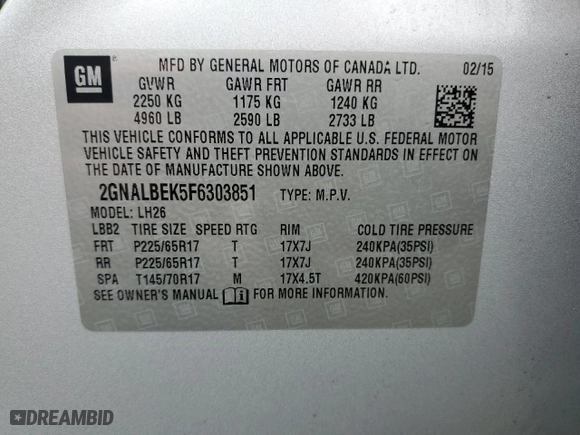 GM
MFD BY GENERAL MOTORS OF CANADA LTD. 02/15
GVWR GAWR FRT GAWR RR
2250 KG 1175 KG 1240 KG
4960 LB 2590 LB 2733 LB
THIS VEHICLE CONFORMS TO ALL APPLICABLE U.S. FEDERAL MOTOR
VEHICLE SAFETY AND THEFT PREVENTION STANDARDS IN EFFECT ON
THE DATE OF MANUFACTURE SHOWN ABOVE.
2GNALBEK5F6303851 TYPE: M.P.V.
MODEL: LH26
LBB2 TIRE SIZE SPEED RTG RIM COLD TIRE PRESSURE
FRT P225/65R17 T 17X7J 240KPA(35PSI)
RR P225/65R17 T 17X7J 240KPA(35PSI)
SPA T145/70R17 M 17X4.5T 420KPA(60PSI)
SEE OWNER'S MANUAL FOR MORE INFORMATION.
DREAMBID